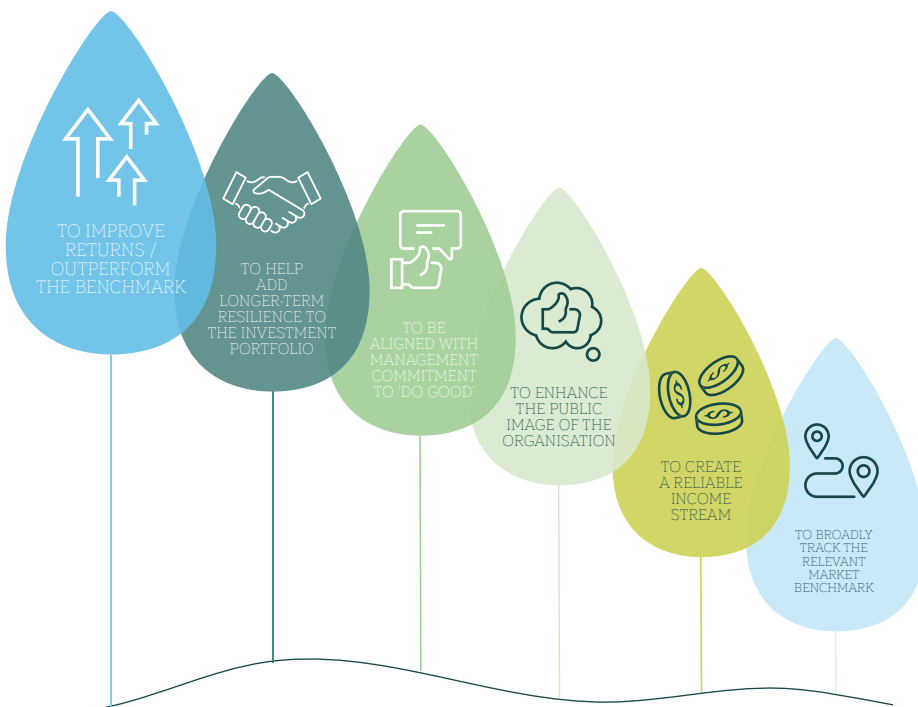 TO IMPROVE
RETURNS /
OUTPERFORM
THE BENCHMARK
TO HELP
ADD
LONGER-TERM
RESILIENCE TO
THE INVESTMENT
PORTFOLIO
TO BE
ALIGNED WITH
MANAGEMENT
COMMITMENT
TO 'DO GOOD'
TO ENHANCE
THE PUBLIC
IMAGE OF THE
ORGANISATION
TO CREATE
A RELIABLE
INCOME
STREAM
TO BROADLY
TRACK THE
RELEVANT
MARKET
BENCHMARK